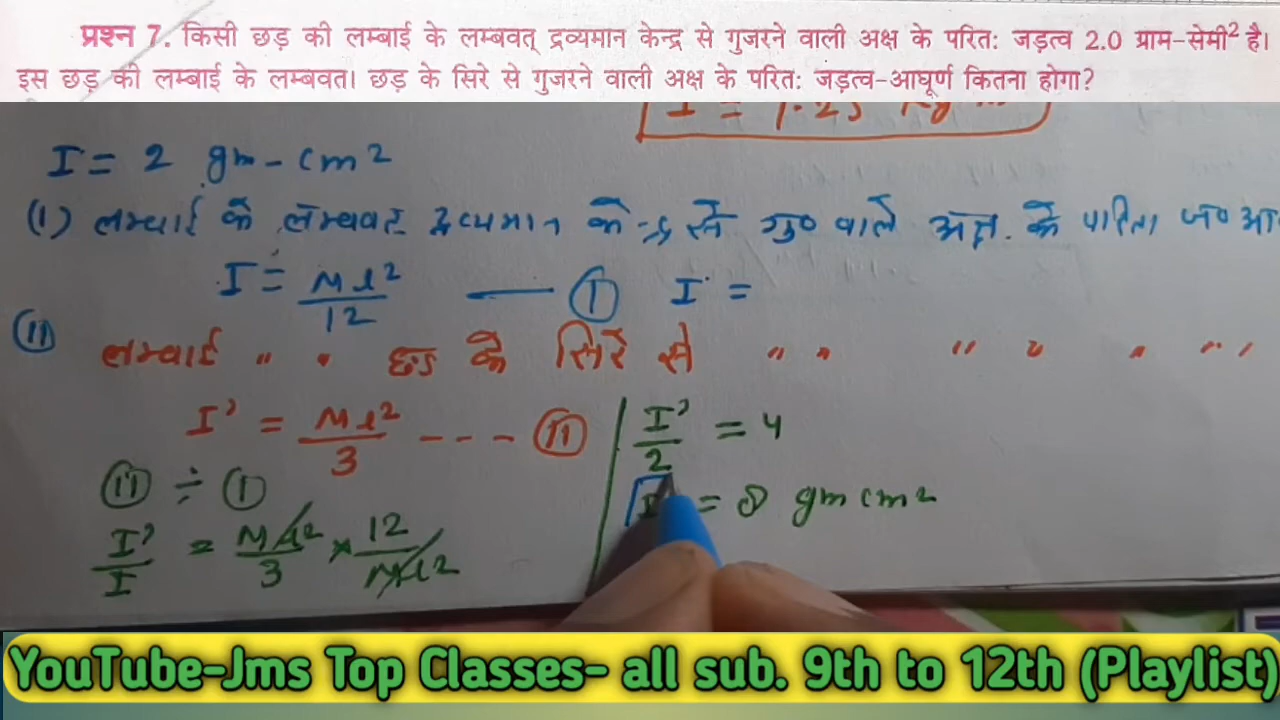 प्रश्न 7. किसी छड़ की लम्बाई के लम्बवत् द्रव्यमान केन्द्र से गुजरने वाली अक्ष के परित: जड़त्व 2.0 ग्राम-सेमी² है।
इस छड़ की लम्बाई के लम्बवत। छड़ के सिरे से गुजरने वाली अक्ष के परित: जड़त्व-आघूर्ण कितना होगा?
I = 2 gm - cm²
(1) लम्बाई के लम्बवत द्रव्यमान केन्द्र से गु० वाले अक्ष के परितः ज० आ
I = Ml²/12 — (I) I =
(II) लम्बाई " " छड के सिरे से " " " " " " "
I' = Ml²/3 ---- (II)
(II) ÷ (I)
I'/I = Ml²/3 × 12/Ml²
I'/2 = 4
= 8 gm cm²
YouTube-Jms Top Classes- all sub. 9th to 12th (Playlist)